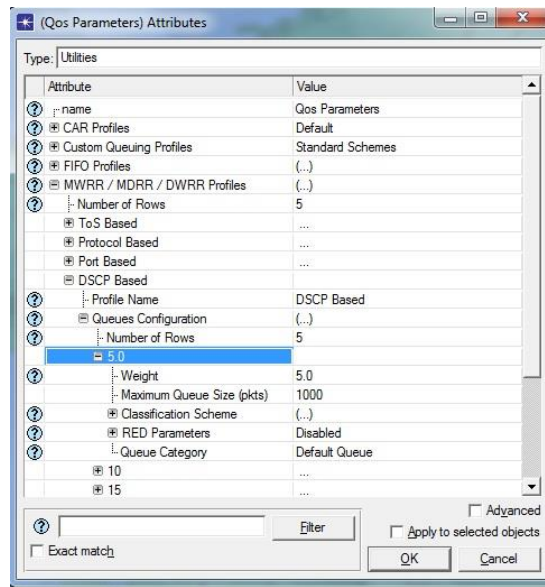 (Qos Parameters) Attributes
Type: Utilities
Attribute Value
name Qos Parameters
CAR Profiles Default
Custom Queuing Profiles Standard Schemes
FIFO Profiles (...)
MWRR / MDRR / DWRR Profiles (...)
Number of Rows 5
ToS Based ...
Protocol Based ...
Port Based ...
DSCP Based
Profile Name DSCP Based
Queues Configuration (...)
Number of Rows 5
5.0
Weight 5.0
Maximum Queue Size (pkts) 1000
Classification Scheme (...)
RED Parameters Disabled
Queue Category Default Queue
10 ...
15 ...
Advanced
Filter
Apply to selected objects
Exact match
OK Cancel